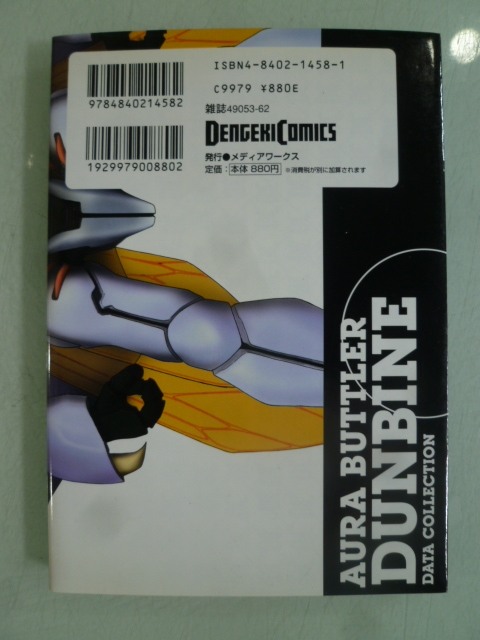 ISBN4-8402-1458-1
C9979 ¥880E
雑誌49053-62
DENGEKI COMICS
発行●メディアワークス
定価：本体 880円 ※消費税が別に加算されます
9784840214582
1929979008802
AURA BUTTLER
DUNBINE
DATA COLLECTION